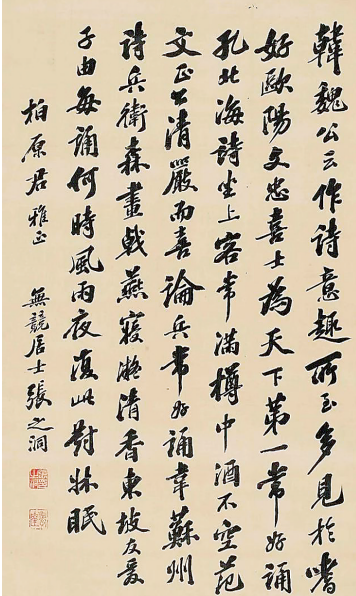 韓魏公云作詩意趣所至多見於嗜
好歐陽文忠喜士為天下第一常好誦
孔北海詩坐上客常滿樽中酒不空范
文正公清嚴而喜論兵常好誦韋蘇州
詩兵衛森畫戟燕寢凝清香東坡友愛
子由每誦何時風雨夜復此對牀眠
柏原君雅正
無競居士張之洞